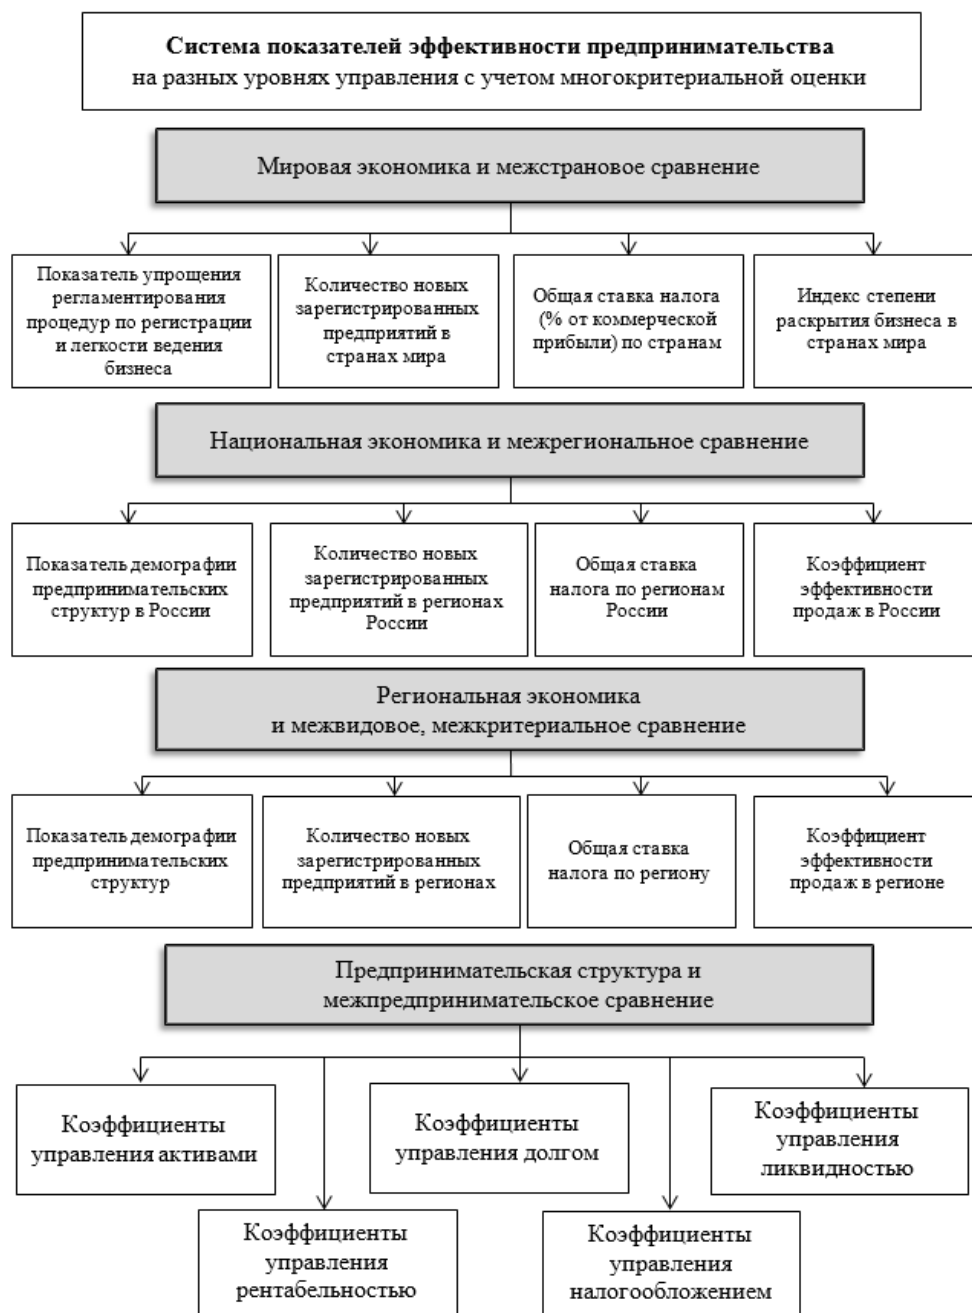 Система показателей эффективности предпринимательства
на разных уровнях управления с учетом многокритериальной оценки
Мировая экономика и межстрановое сравнение
Показатель упрощения
регламентирования
процедур по регистрации
и легкости ведения
бизнеса
Количество новых
зарегистрированных
предприятий в
странах мира
Общая ставка налога
(% от коммерческой
прибыли) по странам
Индекс степени
раскрытия бизнеса в
странах мира
Национальная экономика и межрегиональное сравнение
Показатель демографии
предпринимательских
структур в России
Количество новых
зарегистрированных
предприятий в регионах
России
Общая ставка
налога по регионам
России
Коэффициент
эффективности
продаж в России
Региональная экономика
и межвидовое, межкритериальное сравнение
Показатель демографии
предпринимательских
структур
Количество новых
зарегистрированных
предприятий в регионах
Общая ставка
налога по региону
Коэффициент
эффективности
продаж в регионе
Предпринимательская структура и
межпредпринимательское сравнение
Коэффициенты
управления активами
Коэффициенты
управления долгом
Коэффициенты
управления
ликвидностью
Коэффициенты
управления
рентабельностью
Коэффициенты
управления
налогообложением